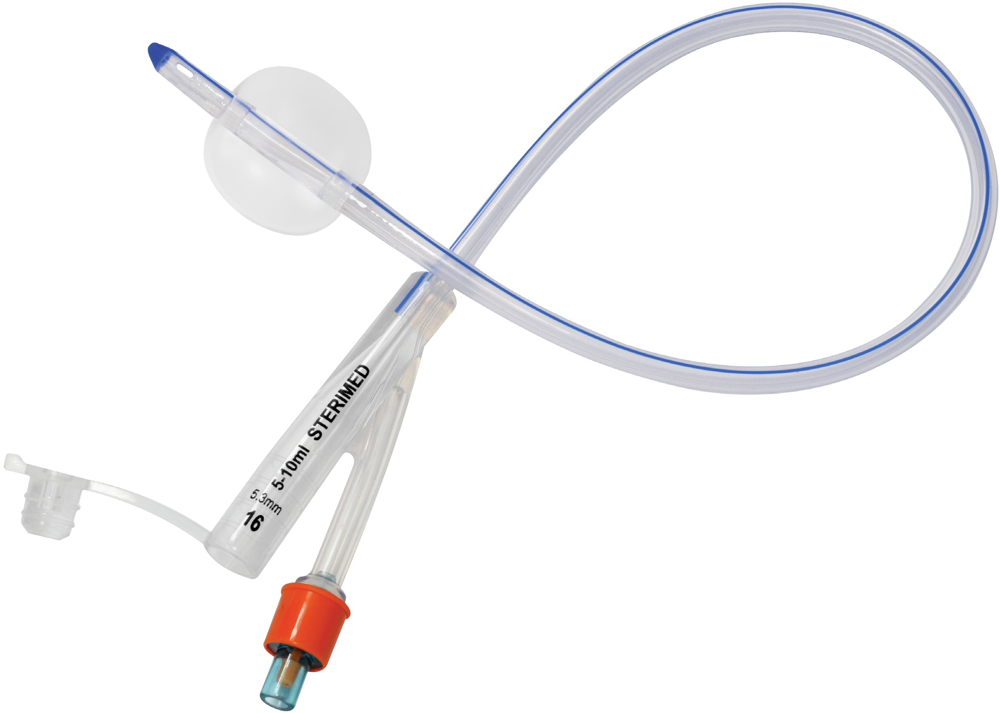 STERIMED
5-10ml
5.3mm
16